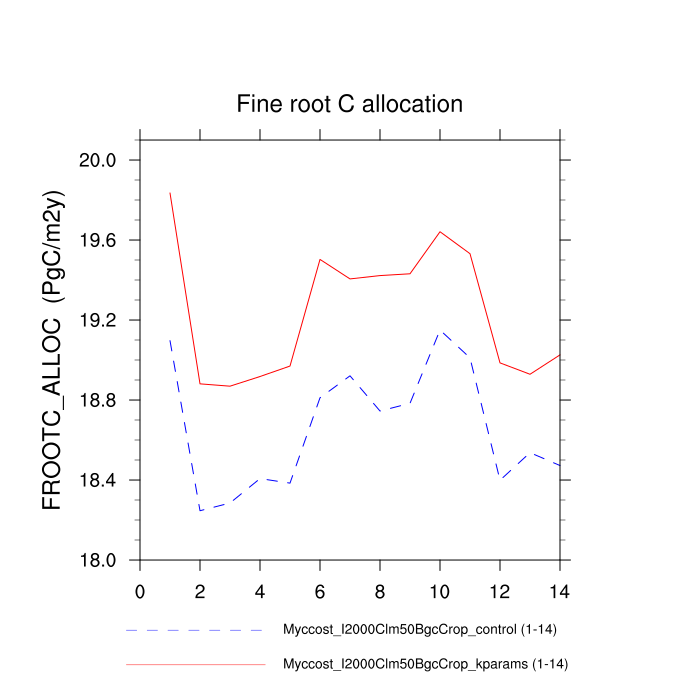 Fine root C allocation
FROOTC_ALLOC (PgC/m2y)
20.0
19.6
19.2
18.8
18.4
18.0
0 2 4 6 8 10 12 14
Myccost_I2000Clm50BgcCrop_control (1-14)
Myccost_I2000Clm50BgcCrop_kparams (1-14)